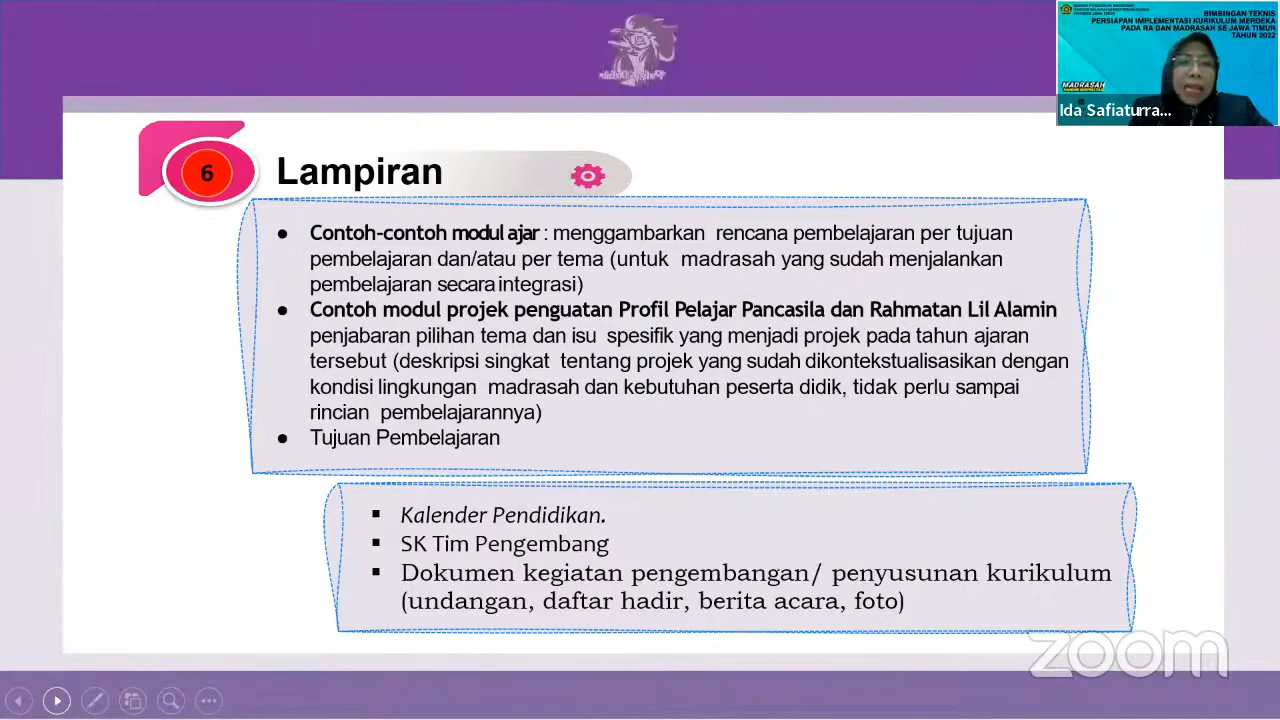 BIMBINGAN TEKNIS
PERSIAPAN IMPLEMENTASI KURIKULUM MERDEKA
PADA RA DAN MADRASAH SE JAWA TIMUR
TAHUN 2022
MADRASAH
Ida Safiaturra...
6
Lampiran
● Contoh-contoh modul ajar : menggambarkan rencana pembelajaran per tujuan
pembelajaran dan/atau per tema (untuk madrasah yang sudah menjalankan
pembelajaran secara integrasi)
● Contoh modul projek penguatan Profil Pelajar Pancasila dan Rahmatan Lil Alamin
penjabaran pilihan tema dan isu spesifik yang menjadi projek pada tahun ajaran
tersebut (deskripsi singkat tentang projek yang sudah dikontekstualisasikan dengan
kondisi lingkungan madrasah dan kebutuhan peserta didik, tidak perlu sampai
rincian pembelajarannya)
● Tujuan Pembelajaran
▪ Kalender Pendidikan.
▪ SK Tim Pengembang
▪ Dokumen kegiatan pengembangan/ penyusunan kurikulum
(undangan, daftar hadir, berita acara, foto)
zoom